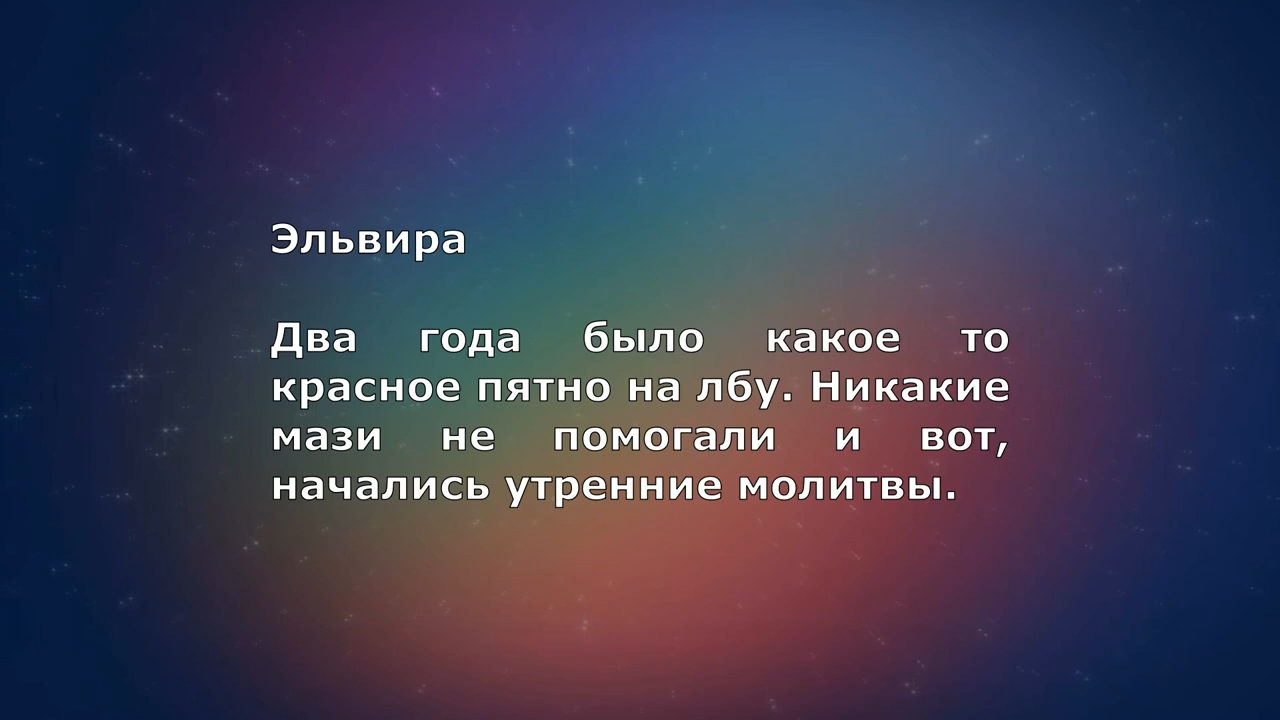 Эльвира
Два года было какое то
красное пятно на лбу. Никакие
мази не помогали и вот,
начались утренние молитвы.